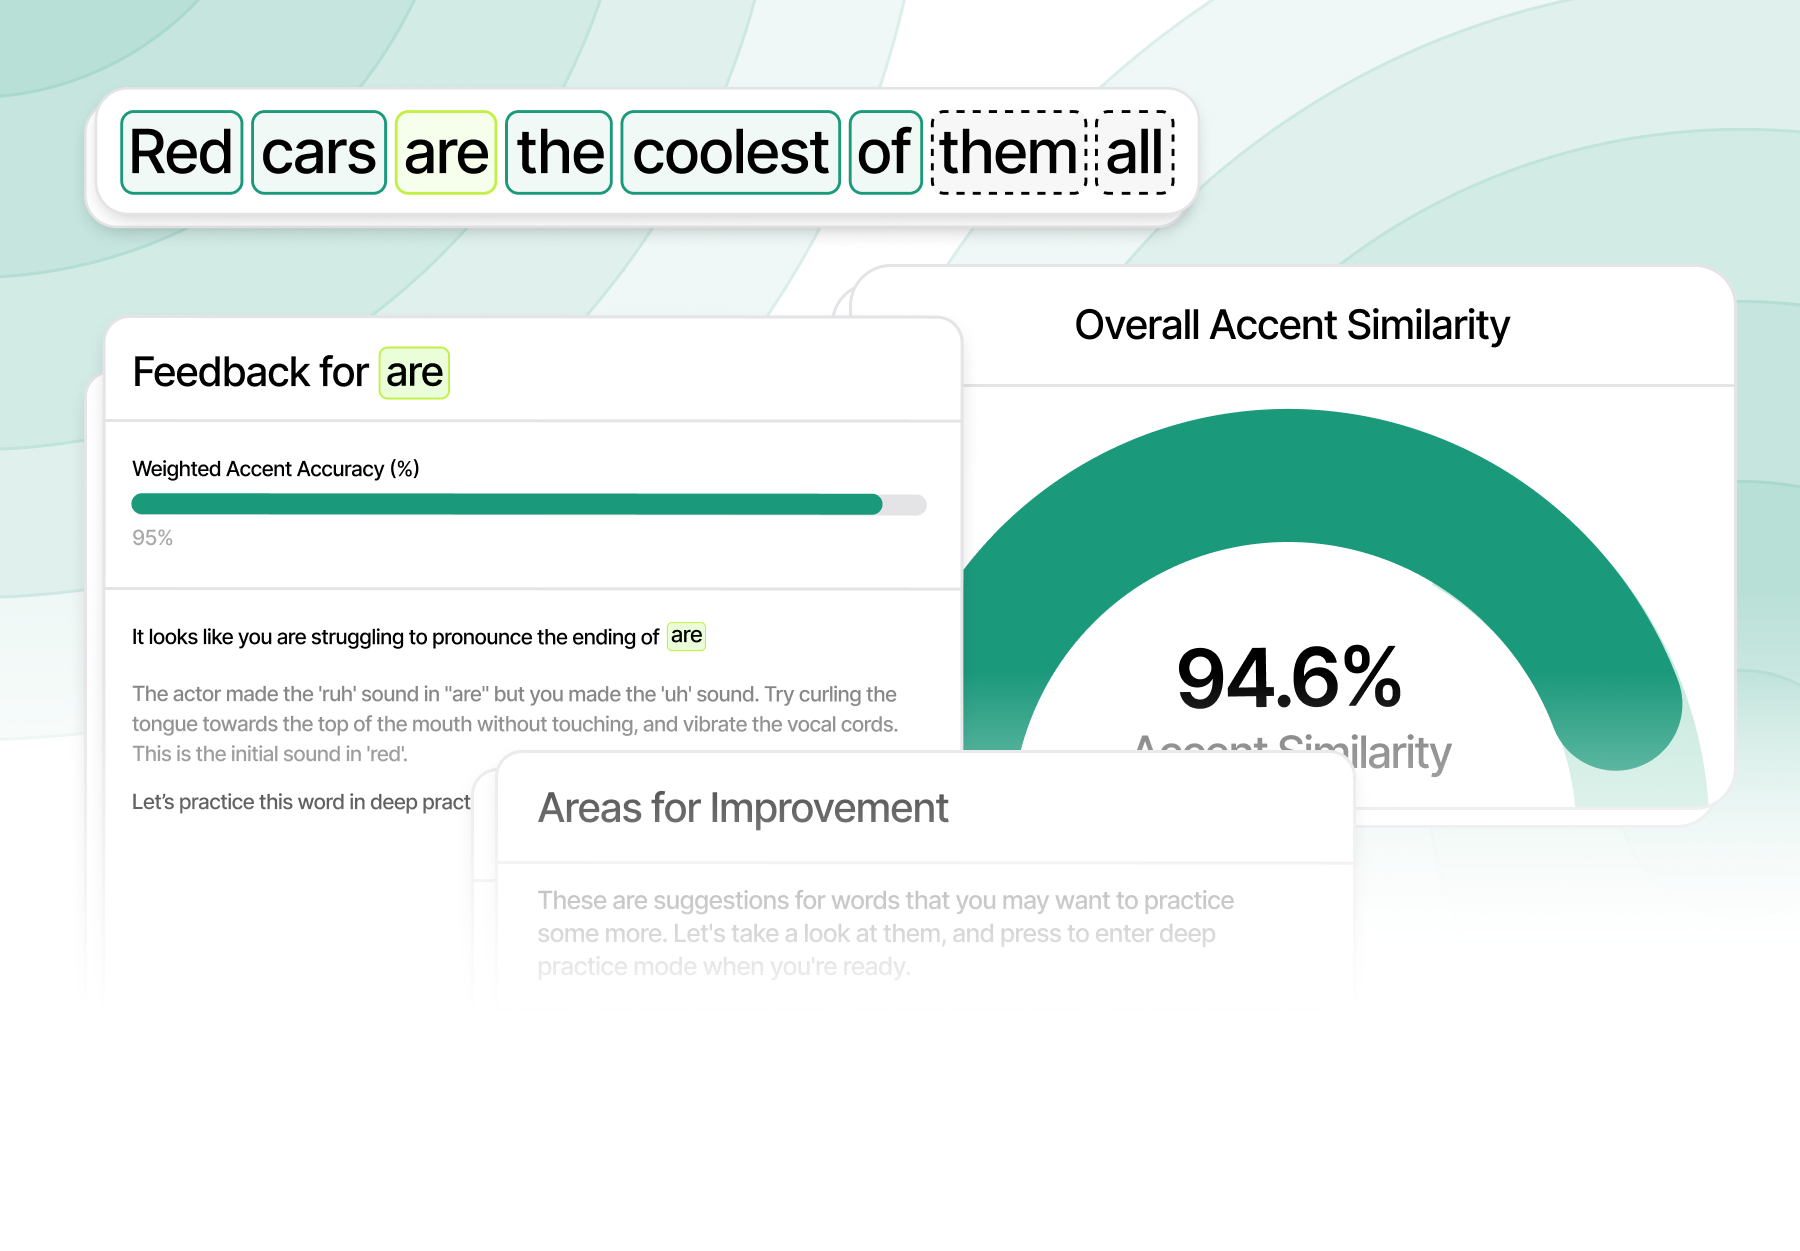 Red cars are the coolest of them all
Overall Accent Similarity
94.6%
Accent Similarity
Feedback for are
Weighted Accent Accuracy (%)
95%
It looks like you are struggling to pronounce the ending of are
The actor made the 'ruh' sound in "are" but you made the 'uh' sound. Try curling the
tongue towards the top of the mouth without touching, and vibrate the vocal cords.
This is the initial sound in 'red'.
Let’s practice this word in deep pract
Areas for Improvement
These are suggestions for words that you may want to practice
some more. Let's take a look at them, and press to enter deep
practice mode when you're ready.